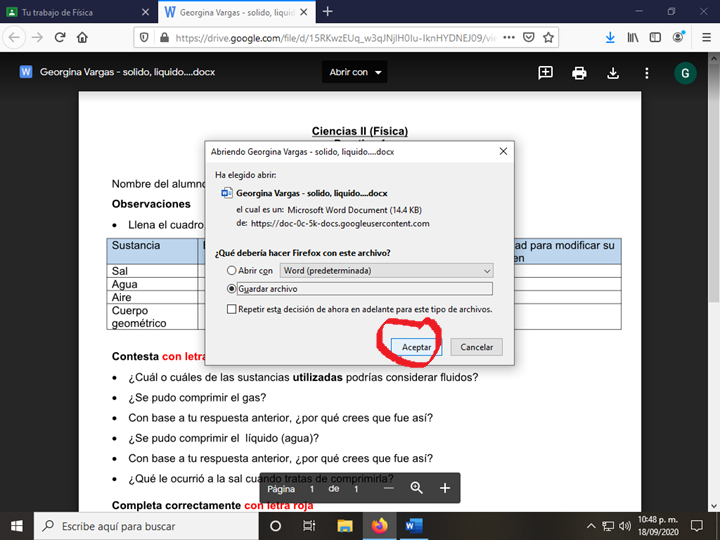 Tu trabajo de Física
Georgina Vargas - solido, liquid
https://drive.google.com/file/d/15RKwzEUq_w3qJNjlH0Iu-IknHYDNEJ09/vie
Georgina Vargas - solido, liquido....docx
Abrir con
G
Ciencias II (Física)
Nombre del alumno
Abriendo Georgina Vargas - solido, liquido....docx
Ha elegido abrir:
Georgina Vargas - solido, liquido....docx
el cual es un: Microsoft Word Document (14.4 KB)
de: https://doc-0c-5k-docs.googleusercontent.com
¿Qué debería hacer Firefox con este archivo?
Abrir con Word (predeterminada)
Guardar archivo
Repetir esta decisión de ahora en adelante para este tipo de archivos.
Aceptar Cancelar
Observaciones
• Llena el cuadro
Sustancia ad para modificar su
en
Sal
Agua
Aire
Cuerpo
geométrico
Contesta con letra
• ¿Cuál o cuáles de las sustancias utilizadas podrías considerar fluidos?
• ¿Se pudo comprimir el gas?
• Con base a tu respuesta anterior, ¿por qué crees que fue así?
• ¿Se pudo comprimir el líquido (agua)?
• Con base a tu respuesta anterior, ¿por qué crees que fue así?
• ¿Qué le ocurrió a la sal cuando tratas de comprimirla?
Página 1 de 1
Completa correctamente con letra roja
Escribe aquí para buscar
10:48 p. m.
18/09/2020